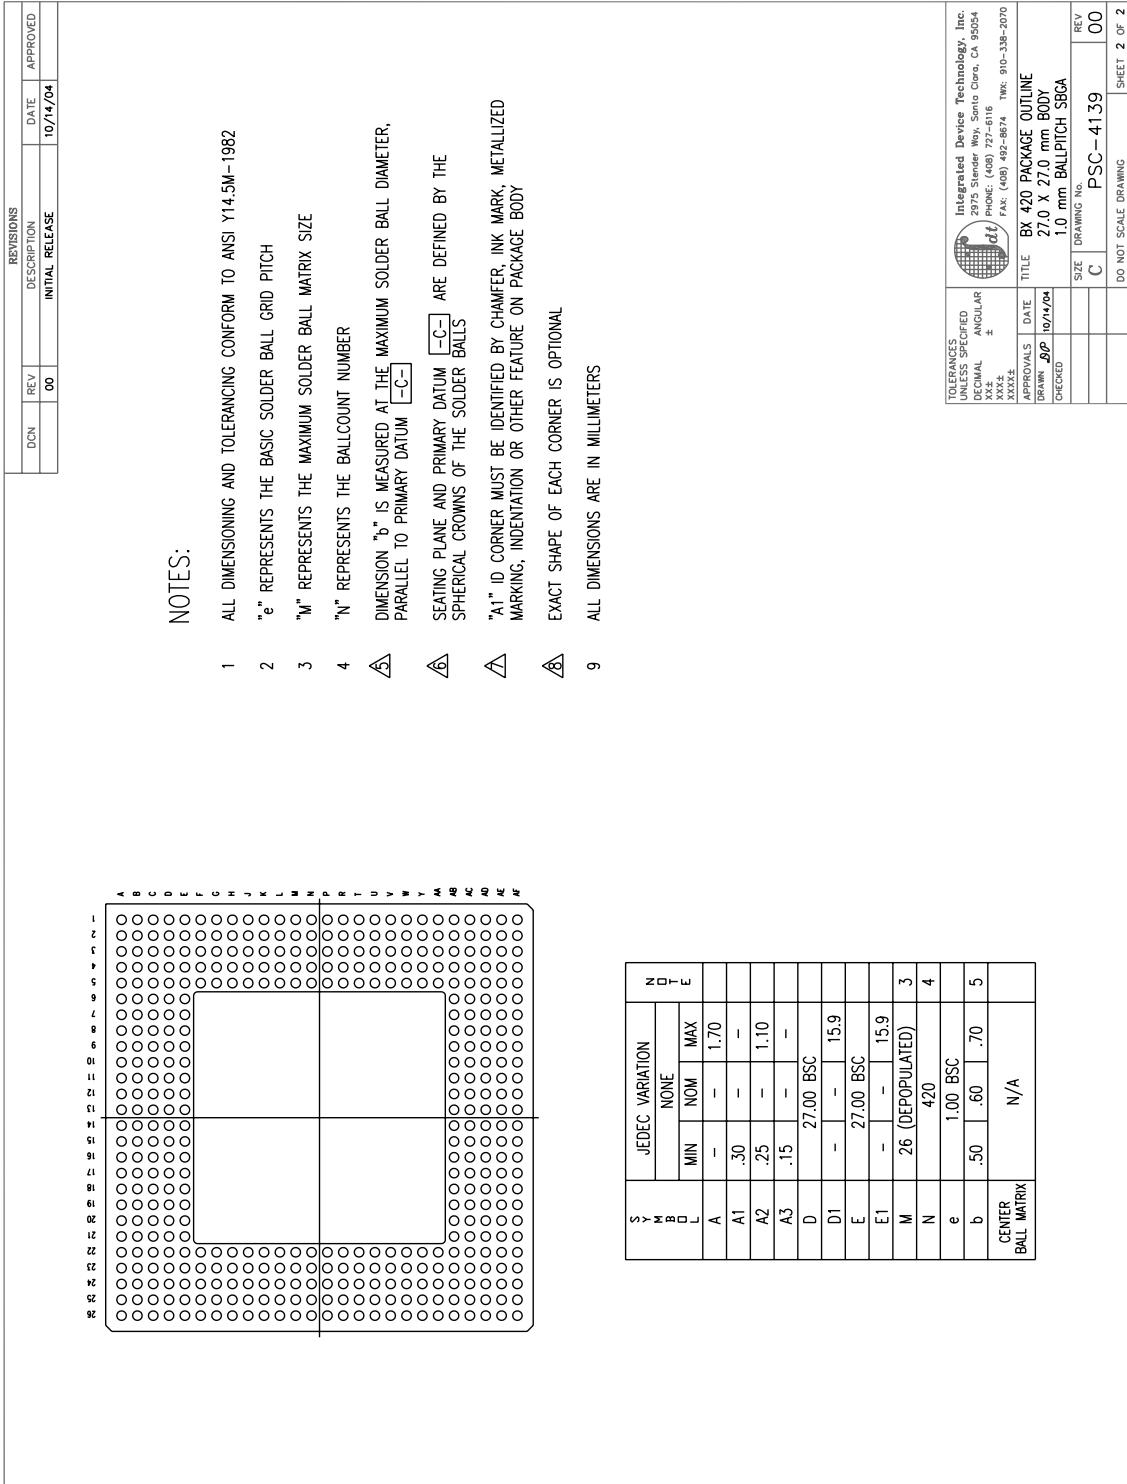 REVISIONS
DCN REV DESCRIPTION DATE APPROVED
00 INITIAL RELEASE 10/14/04
NOTES:
1 ALL DIMENSIONING AND TOLERANCING CONFORM TO ANSI Y14.5M-1982
2 "e" REPRESENTS THE BASIC SOLDER BALL GRID PITCH
3 "M" REPRESENTS THE MAXIMUM SOLDER BALL MATRIX SIZE
4 "N" REPRESENTS THE BALLCOUNT NUMBER
5 DIMENSION "b" IS MEASURED AT THE MAXIMUM SOLDER BALL DIAMETER,
PARALLEL TO PRIMARY DATUM -C-
6 SEATING PLANE AND PRIMARY DATUM -C- ARE DEFINED BY THE
SPHERICAL CROWNS OF THE SOLDER BALLS
7 "A1" ID CORNER MUST BE IDENTIFIED BY CHAMFER, INK MARK, METALLIZED
MARKING, INDENTATION OR OTHER FEATURE ON PACKAGE BODY
8 EXACT SHAPE OF EACH CORNER IS OPTIONAL
9 ALL DIMENSIONS ARE IN MILLIMETERS
26 25 24 23 22 21 20 19 18 17 16 15 14 13 12 11 10 9 8 7 6 5 4 3 2 1
A
B
C
D
E
F
G
H
J
K
L
M
N
P
R
T
U
V
W
Y
AA
AB
AC
AD
AE
AF
SYMBOL JEDEC VARIATION NOTE
NONE
MIN NOM MAX
A - - 1.70
A1 .30 - -
A2 .25 - 1.10
A3 .15 - -
D 27.00 BSC
D1 - - 15.9
E 27.00 BSC
E1 - - 15.9
M 26 (DEPOPULATED) 3
N 420 4
e 1.00 BSC
b .50 .60 .70 5
CENTER
BALL MATRIX N/A
TOLERANCES
UNLESS SPECIFIED
DECIMAL ANGULAR
XX± ±
XXX±
XXXX±
idt
Integrated Device Technology, Inc.
2975 Stender Way, Santa Clara, CA 95054
PHONE: (408) 727-6116
FAX: (408) 492-8674 TWX: 910-338-2070
APPROVALS DATE
DRAWN 10/14/04
CHECKED
TITLE BX 420 PACKAGE OUTLINE
27.0 X 27.0 mm BODY
1.0 mm BALLPITCH SBGA
SIZE DRAWING No. REV
C PSC-4139 00
DO NOT SCALE DRAWING SHEET 2 OF 2